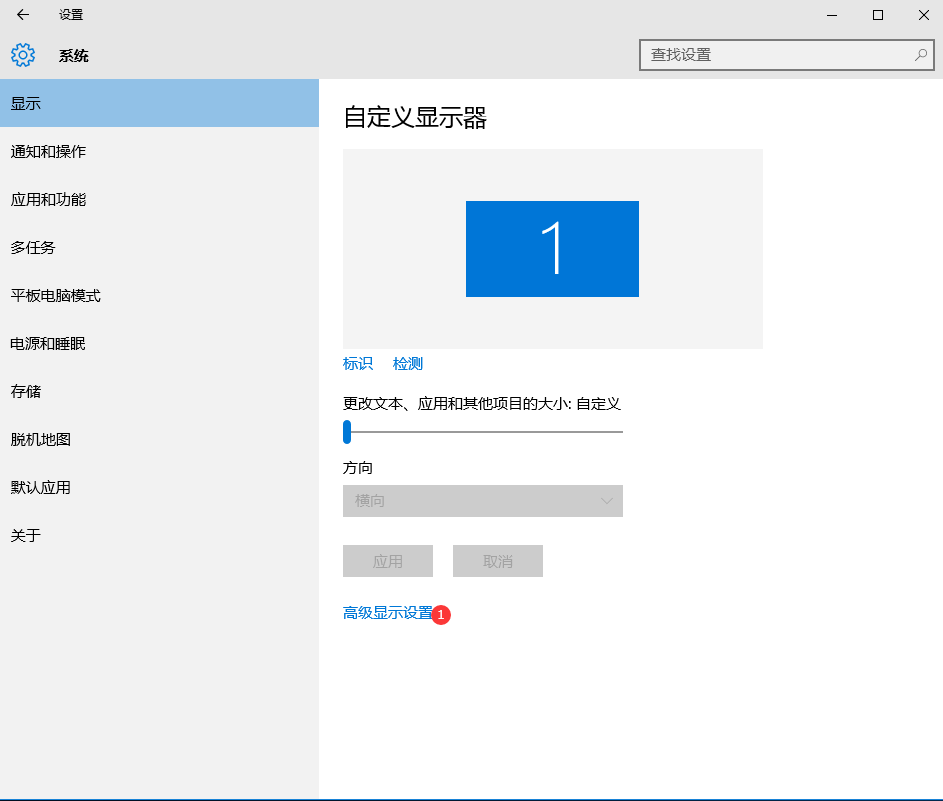 设置
系统
查找设置
显示
通知和操作
应用和功能
多任务
平板电脑模式
电源和睡眠
存储
脱机地图
默认应用
关于
自定义显示器
1
标识 检测
更改文本、应用和其他项目的大小: 自定义
方向
横向
应用 取消
高级显示设置 1